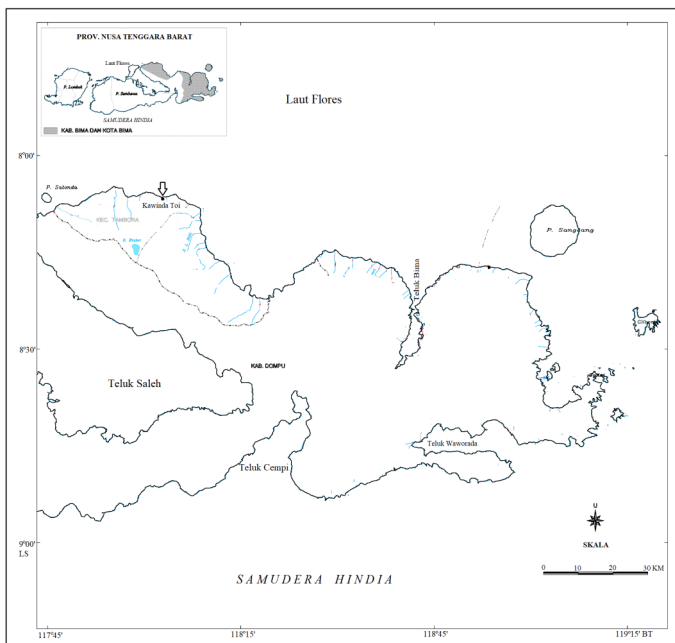 PROV. NUSA TENGGARA BARAT
Laut Flores
P. Lombok
P. Sumbawa
SAMUDERA HINDIA
KAB. BIMA DAN KOTA BIMA
Laut Flores
8°00'
P. Satonda
Kawinda Toi
KEC. TAMBORA
P. Sangeang
Teluk Bima
8°30'
KAB. DOMPU
Teluk Saleh
Teluk Waworada
Teluk Cempi
U
9°00'
LS
SKALA
0 10 15 20 30 KM
SAMUDERA HINDIA
117°45'
118°15'
118°45'
119°15' BT